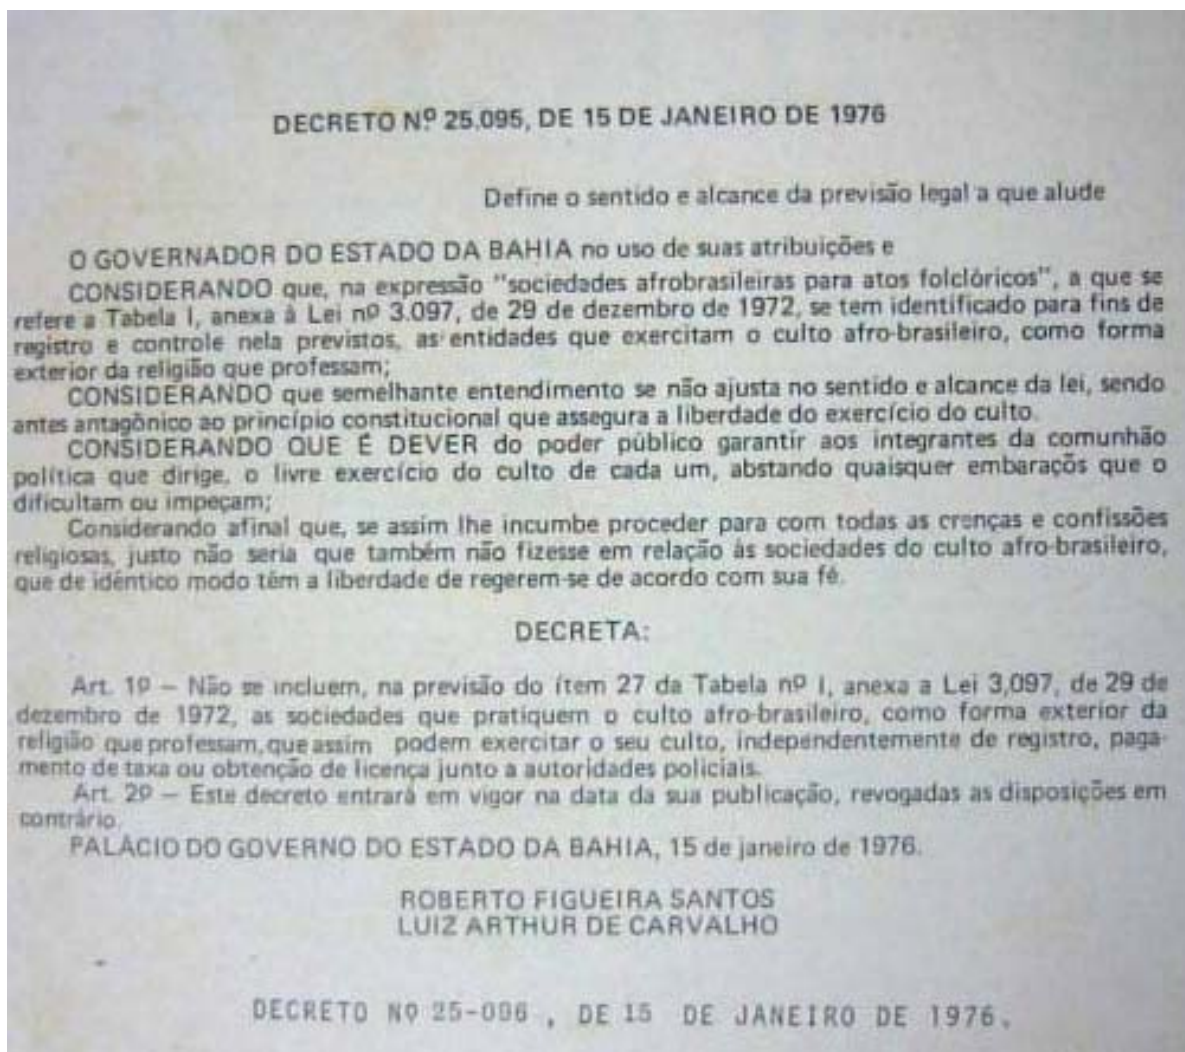 DECRETO N.º 25.095, DE 15 DE JANEIRO DE 1976
Define o sentido e alcance da previsão legal a que alude
O GOVERNADOR DO ESTADO DA BAHIA no uso de suas atribuições e
CONSIDERANDO que, na expressão "sociedades afrobrasileiras para atos folclóricos", a que se
refere a Tabela I, anexa à Lei nº 3.097, de 29 de dezembro de 1972, se tem identificado para fins de
registro e controle nela previstos, as entidades que exercitam o culto afro-brasileiro, como forma
exterior da religião que professam;
CONSIDERANDO que semelhante entendimento se não ajusta no sentido e alcance da lei, sendo
antes antagônico ao princípio constitucional que assegura a liberdade do exercício do culto.
CONSIDERANDO QUE É DEVER do poder público garantir aos integrantes da comunhão
política que dirige, o livre exercício do culto de cada um, abstando quaisquer embaraçõs que o
dificultam ou impeçam;
Considerando afinal que, se assim lhe incumbe proceder para com todas as crenças e confissões
religiosas, justo não seria que também não fizesse em relação às sociedades do culto afro-brasileiro,
que de idêntico modo têm a liberdade de regerem-se de acordo com sua fé.
DECRETA:
Art. 1º – Não se incluem, na previsão do ítem 27 da Tabela nº I, anexa a Lei 3,097, de 29 de
dezembro de 1972, as sociedades que pratiquem o culto afro-brasileiro, como forma exterior da
religião que professam, que assim podem exercitar o seu culto, independentemente de registro, paga-
mento de taxa ou obtenção de licença junto a autoridades policiais.
Art. 2º – Este decreto entrará em vigor na data da sua publicação, revogadas as disposições em
contrário.
PALÁCIO DO GOVERNO DO ESTADO DA BAHIA, 15 de janeiro de 1976.
ROBERTO FIGUEIRA SANTOS
LUIZ ARTHUR DE CARVALHO
DECRETO Nº 25-096 , DE 15 DE JANEIRO DE 1976.